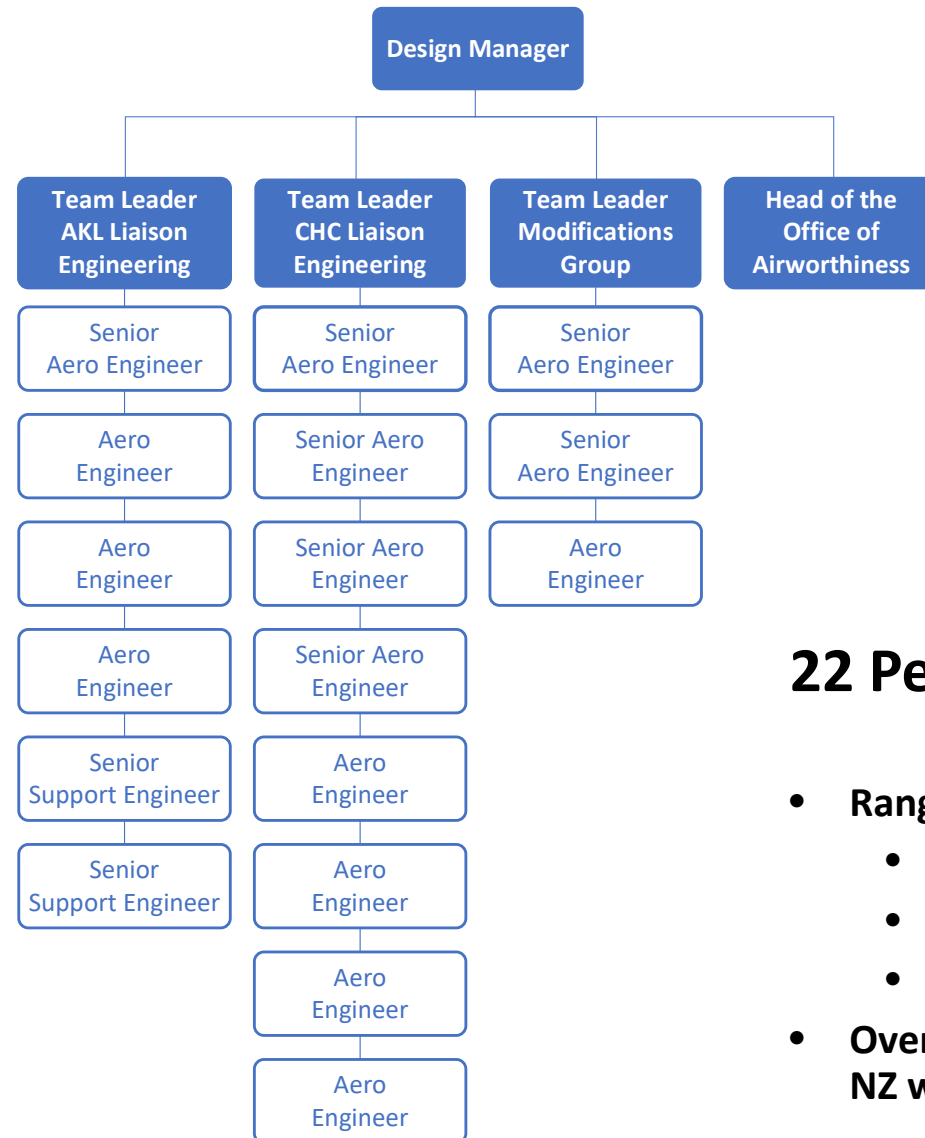 Design Manager
Team Leader
AKL Liaison
Engineering
Team Leader
CHC Liaison
Engineering
Team Leader
Modifications
Group
Head of the
Office of
Airworthiness
Senior
Aero Engineer
Aero
Engineer
Aero
Engineer
Aero
Engineer
Senior
Support Engineer
Senior
Support Engineer
Senior
Aero Engineer
Senior Aero
Engineer
Senior Aero
Engineer
Senior Aero
Engineer
Aero
Engineer
Aero
Engineer
Aero
Engineer
Aero
Engineer
Senior
Aero Engineer
Senior
Aero Engineer
Aero
Engineer
22
NZ